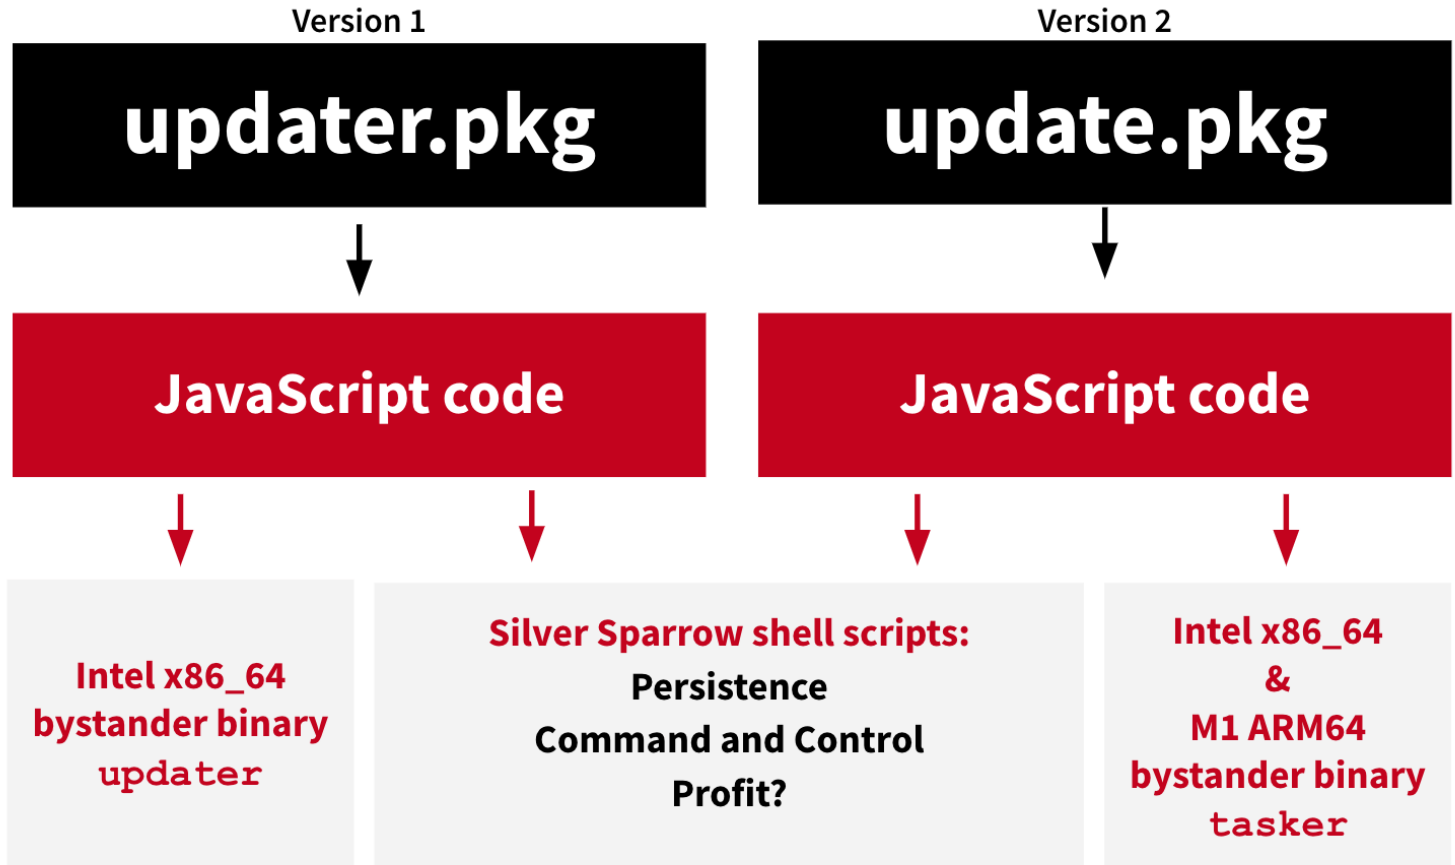 Version 1
Version 2
updater.pkg
update.pkg
JavaScript code
JavaScript code
Intel x86_64
bystander binary
updater
Silver Sparrow shell scripts:
Persistence
Command and Control
Profit?
Intel x86_64
&
M1 ARM64
bystander binary
tasker